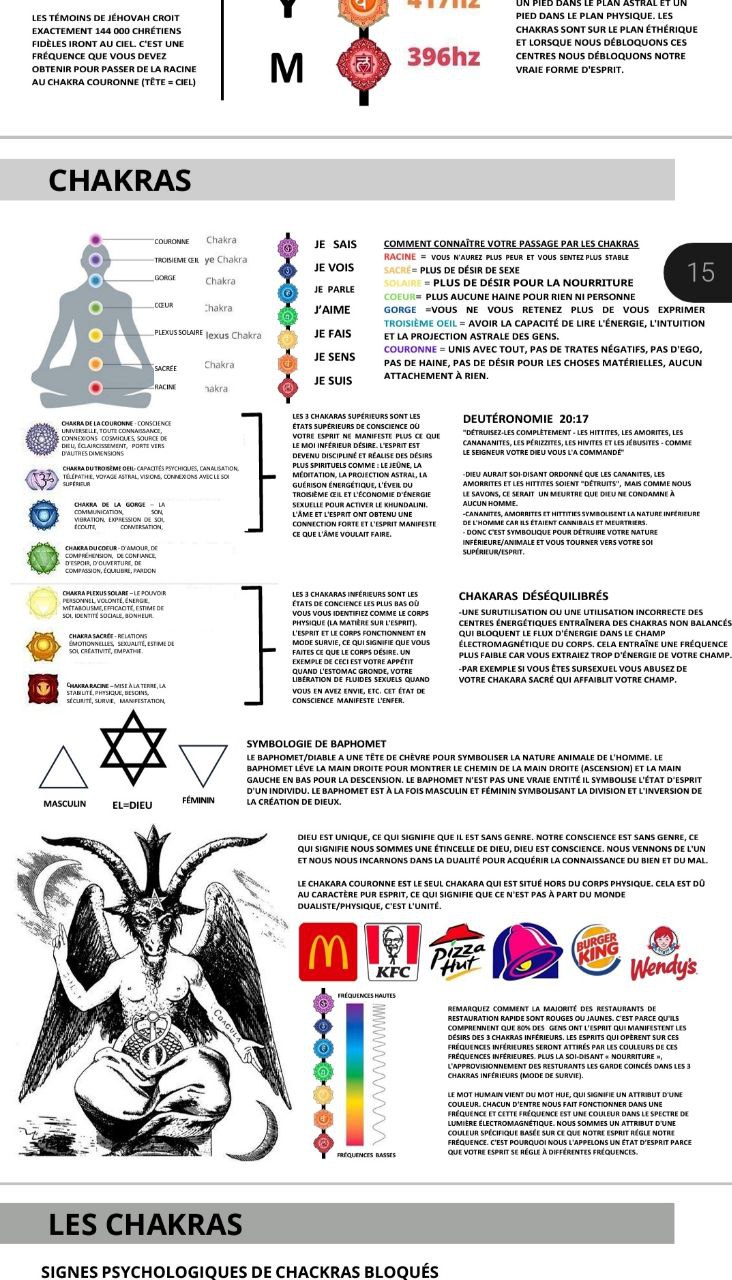 LES TÉMOINS DE JÉHOVAH CROIT
EXACTEMENT 144 000 CHRÉTIENS
FIDÈLES IRONT AU CIEL. C'EST UNE
FRÉQUENCE QUE VOUS DEVEZ
OBTENIR POUR PASSER DE LA RACINE
AU CHAKRA COURONNE (TÊTE = CIEL)
Y
M
417hz
396hz
UN PIED DANS LE PLAN ASTRAL ET UN
PIED DANS LE PLAN PHYSIQUE. LES
CHAKRAS SONT SUR LE PLAN ÉTHÉRIQUE
ET LORSQUE NOUS DÉBLOQUONS CES
CENTRES NOUS DÉBLOQUONS NOTRE
VRAIE FORME D'ESPRIT.
CHAKRAS
15
COURONNE Chakra
TROISIEME ŒIL ye Chakra
GORGE Chakra
CŒUR Chakra
PLEXUS SOLAIRE lexus Chakra
SACRÉE Chakra
RACINE hakra
JE SAIS
JE VOIS
JE PARLE
J'AIME
JE FAIS
JE SENS
JE SUIS
COMMENT CONNAÎTRE VOTRE PASSAGE PAR LES CHAKRAS
RACINE = VOUS N'AUREZ PLUS PEUR ET VOUS SENTEZ PLUS STABLE
SACRÉ= PLUS DE DÉSIR DE SEXE
SOLAIRE = PLUS DE DÉSIR POUR LA NOURRITURE
COEUR= PLUS AUCUNE HAINE POUR RIEN NI PERSONNE
GORGE =VOUS NE VOUS RETENEZ PLUS DE VOUS EXPRIMER
TROISIÈME OEIL = AVOIR LA CAPACITÉ DE LIRE L'ÉNERGIE, L'INTUITION
ET LA PROJECTION ASTRALE DES GENS.
COURONNE = UNIS AVEC TOUT, PAS DE TRATES NÉGATIFS, PAS D'EGO,
PAS DE HAINE, PAS DE DÉSIR POUR LES CHOSES MATÉRIELLES, AUCUN
ATTACHEMENT À RIEN.
CHAKRA DE LA COURONNE - CONSCIENCE
UNIVERSELLE, TOUTE CONNAISSANCE,
CONNEXIONS COSMIQUES, SOURCE DE
DIEU, ÉCLAIRCISSEMENT, PORTE VERS
D'AUTRES DIMENSIONS
CHAKRA DU TROISIÈME OEIL- CAPACITÉS PSYCHIQUES, CANALISATION,
TÉLÉPATHIE, VOYAGE ASTRAL, VISIONS, CONNEXIONS AVEC LE SOI
SUPÉRIEUR
CHAKRA DE LA GORGE – LA
COMMUNICATION, SON,
VIBRATION, EXPRESSION DE SOI,
ÉCOUTE, CONVERSATION,
CHAKRA DU COEUR - D'AMOUR, DE
COMPRÉHENSION, DE CONFIANCE,
D'ESPOIR, D'OUVERTURE, DE
COMPASSION, ÉQUILIBRE, PARDON
LES 3 CHAKARAS SUPÉRIEURS SONT LES
ÉTATS SUPÉRIEURS DE CONSCIENCE OÙ
VOTRE ESPRIT NE MANIFESTE PLUS CE QUE
LE MOI INFÉRIEUR DÉSIRE. L'ESPRIT EST
DEVENU DISCIPLINÉ ET RÉALISE DES DÉSIRS
PLUS SPIRITUELS COMME : LE JEÛNE, LA
MÉDITATION, LA PROJECTION ASTRAL, LA
GUÉRISON ÉNERGÉTIQUE, L'ÉVEIL DU
TROISIÈME ŒIL ET L'ÉCONOMIE D'ÉNERGIE
SEXUELLE POUR ACTIVER LE KHUNDALINI.
L'ÂME ET L'ESPRIT ONT OBTENU UNE
CONNECTION FORTE ET L'ESPRIT MANIFESTE
CE QUE L'ÂME VOULAIT FAIRE.
DEUTÉRONOMIE 20:17
"DÉTRUISEZ-LES COMPLÈTEMENT - LES HITTITES, LES AMORITES, LES
CANANANITES, LES PÉRIZZITES, LES HIVITES ET LES JÉBUSITES - COMME
LE SEIGNEUR VOTRE DIEU VOUS L'A COMMANDÉ"
-DIEU AURAIT SOI-DISANT ORDONNÉ QUE LES CANANITES, LES
AMORRITES ET LES HITTITES SOIENT "DÉTRUITS", MAIS COMME NOUS
LE SAVONS, CE SERAIT UN MEURTRE QUE DIEU NE CONDAMNE À
AUCUN HOMME.
-CANANITES, AMORRITES ET HITTITES SYMBOLISENT LA NATURE INFÉRIEURE
DE L'HOMME CAR ILS ÉTAIENT CANNIBALS ET MEURTRIERS.
- DONC C'EST SYMBOLIQUE POUR DÉTRUIRE VOTRE NATURE
INFÉRIEURE/ANIMALE ET VOUS TOURNER VERS VOTRE SOI
SUPÉRIEUR/ESPRIT.
CHAKRA PLEXUS SOLAIRE – LE POUVOIR
PERSONNEL, VOLONTÉ, ÉNERGIE,
MÉTABOLISME,EFFICACITÉ, ESTIME DE
SOI, IDENTITÉ SOCIALE, BONHEUR.
CHAKRA SACRÉE - RELATIONS
ÉMOTIONNELLES, SEXUALITÉ, ESTIME DE
SOI, CRÉATIVITÉ, EMPATHIE.
CHAKRA RACINE – MISE À LA TERRE, LA
STABILITÉ, PHYSIQUE, BESOINS,
SÉCURITÉ, SURVIE, MANIFESTATION,
LES 3 CHAKARAS INFÉRIEURS SONT LES
ÉTATS DE CONCIENCE LES PLUS BAS OÙ
VOUS VOUS IDENTIFIEZ COMME LE CORPS
PHYSIQUE (LA MATIÈRE SUR L'ESPRIT).
L'ESPRIT ET LE CORPS FONCTIONNENT EN
MODE SURVIE, CE QUI SIGNIFIE QUE VOUS
FAITES CE QUE LE CORPS DÉSIRE. UN
EXEMPLE DE CECI EST VOTRE APPÉTIT
QUAND L'ESTOMAC GRONDE, VOTRE
LIBÉRATION DE FLUIDES SEXUELS QUAND
VOUS EN AVEZ ENVIE, ETC. CET ÉTAT DE
CONSCIENCE MANIFESTE L'ENFER.
CHAKARAS DÉSÉQUILIBRÉS
-UNE SURUTILISATION OU UNE UTILISATION INCORRECTE DES
CENTRES ÉNERGÉTIQUES ENTRAÎNERA DES CHAKRAS NON BALANCÉS
QUI BLOQUENT LE FLUX D'ÉNERGIE DANS LE CHAMP
ÉLECTROMAGNÉTIQUE DU CORPS. CELA ENTRAÎNE UNE FRÉQUENCE
PLUS FAIBLE CAR VOUS EXTRAIEZ TROP D'ÉNERGIE DE VOTRE CHAMP.
-PAR EXEMPLE SI VOUS ÊTES SURSEXUEL VOUS ABUSEZ DE
VOTRE CHAKARA SACRÉ QUI AFFAIBLIT VOTRE CHAMP.
MASCULIN
EL=DIEU
FÉMININ
SYMBOLOGIE DE BAPHOMET
LE BAPHOMET/DIABLE A UNE TÊTE DE CHÈVRE POUR SYMBOLISER LA NATURE ANIMALE DE L'HOMME. LE
BAPHOMET LÉVE LA MAIN DROITE POUR MONTRER LE CHEMIN DE LA MAIN DROITE (ASCENSION) ET LA MAIN
GAUCHE EN BAS POUR LA DESCENSION. LE BAPHOMET N'EST PAS UNE VRAIE ENTITÉ IL SYMBOLISE L'ÉTAT D'ESPRIT
D'UN INDIVIDU. LE BAPHOMET EST À LA FOIS MASCULIN ET FÉMININ SYMBOLISANT LA DIVISION ET L'INVERSION DE
LA CRÉATION DE DIEUX.
DIEU EST UNIQUE, CE QUI SIGNIFIE QUE IL EST SANS GENRE. NOTRE CONSCIENCE EST SANS GENRE, CE
QUI SIGNIFIE NOUS SOMMES UNE ÉTINCELLE DE DIEU, DIEU EST CONSCIENCE. NOUS VENNONS DE L'UN
ET NOUS NOUS INCARNONS DANS LA DUALITÉ POUR ACQUÉRIR LA CONNAISSANCE DU BIEN ET DU MAL.
LE CHAKARA COURONNE EST LE SEUL CHAKARA QUI EST SITUÉ HORS DU CORPS PHYSIQUE. CELA EST DÛ
AU CARACTÈRE PUR ESPRIT, CE QUI SIGNIFIE QUE CE N'EST PAS À PART DU MONDE
DUALISTE/PHYSIQUE, C'EST L'UNITÉ.
COAGULA
KFC
Pizza
Hut
BURGER
KING
Wendy's
FRÉQUENCES HAUTES
FRÉQUENCES BASSES
REMARQUEZ COMMENT LA MAJORITÉ DES RESTAURANTS DE
RESTAURATION RAPIDE SONT ROUGES OU JAUNES. C'EST PARCE QU'ILS
COMPRENNENT QUE 80% DES GENS ONT L'ESPRIT QUI MANIFESTENT LES
DÉSIRS DES 3 CHAKRAS INFÉRIEURS. LES ESPRITS QUI OPÈRENT SUR CES
FRÉQUENCES INFÉRIEURES SERONT ATTIRÉS PAR LES COULEURS DE CES
FRÉQUENCES INFÉRIEURES. PLUS LA SOI-DISANT « NOURRITURE »,
L'APPROVISIONNEMENT DES RESTURANTS LES GARDE COINCÉS DANS LES 3
CHAKRAS INFÉRIEURS (MODE DE SURVIE).
LE MOT HUMAIN VIENT DU MOT HUE, QUI SIGNIFIE UN ATTRIBUT D'UNE
COULEUR. CHACUN D'ENTRE NOUS FAIT FONCTIONNER DANS UNE
FRÉQUENCE ET CETTE FRÉQUENCE EST UNE COULEUR DANS LE SPECTRE DE
LUMIÈRE ÉLECTROMAGNÉTIQUE. NOUS SOMMES UN ATTRIBUT D'UNE
COULEUR SPÉCIFIQUE BASÉE SUR CE QUE NOTRE ESPRIT RÉGLE NOTRE
FRÉQUENCE. C'EST POURQUOI NOUS L'APPELONS UN ÉTAT D'ESPRIT PARCE
QUE VOTRE ESPRIT SE RÉGLE À DIFFÉRENTES FRÉQUENCES.
LES CHAKRAS
SIGNES PSYCHOLOGIQUES DE CHACKRAS BLOQUÉS